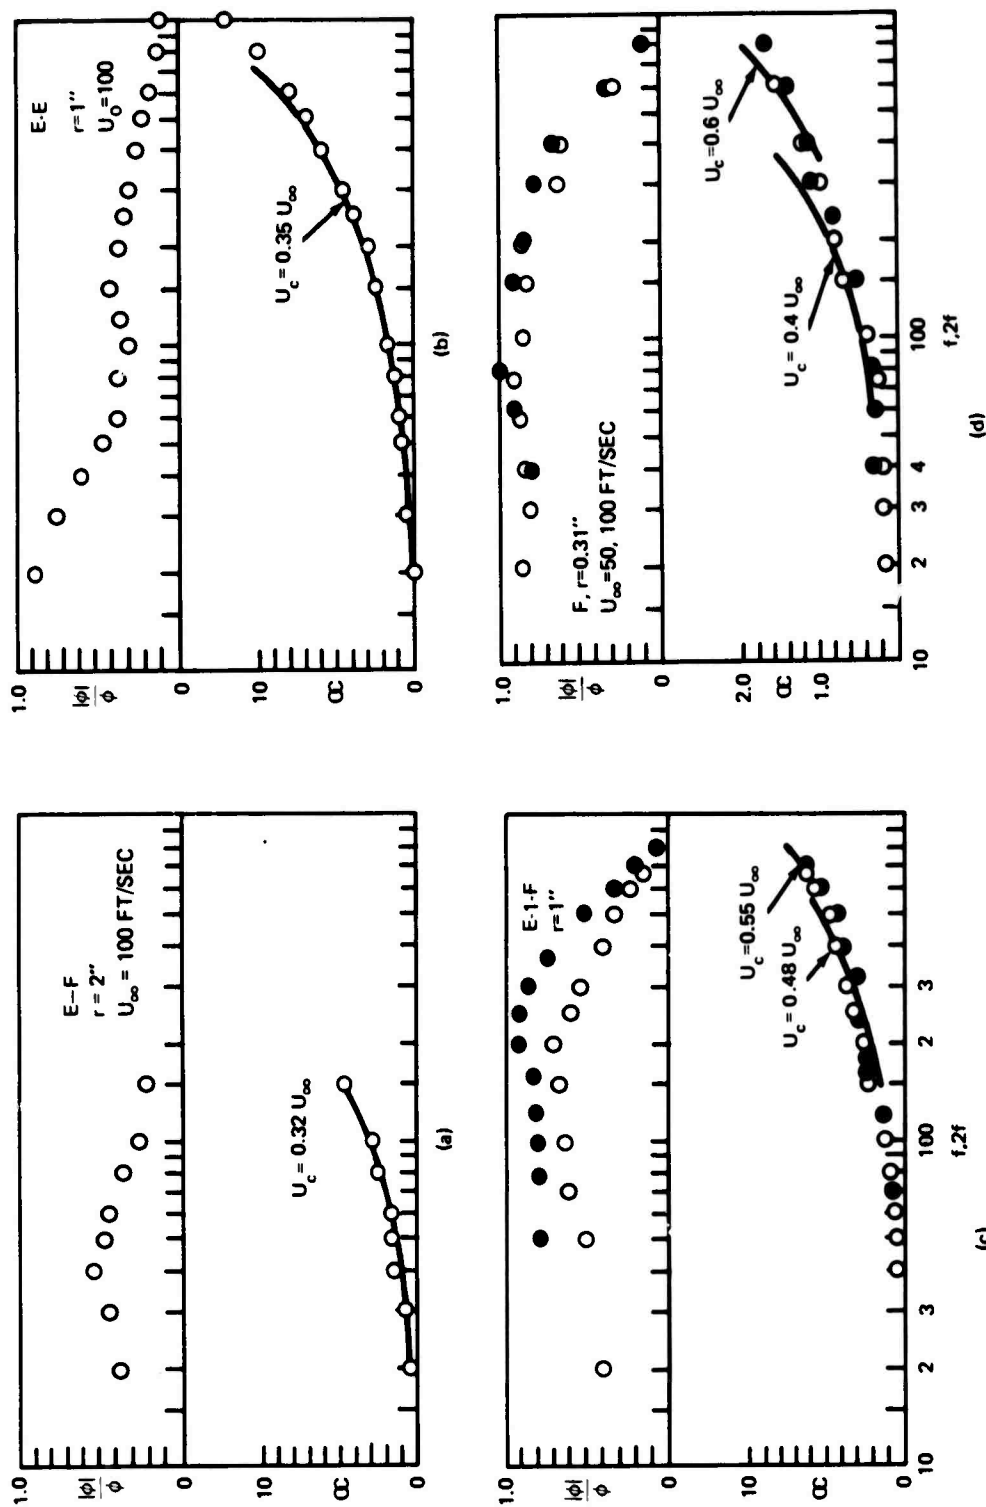 1.0
|ϕ|
ϕ
0
E-F
r = 2"
U∞ = 100 FT/SEC
10
α
0
Uc = 0.32 U∞
(a)
1.0
|ϕ|
ϕ
0
E-E
r=1"
U0=100
10
α
0
Uc = 0.35 U∞
(b)
1.0
|ϕ|
ϕ
0
E-1-F
r=1"
10
α
0
Uc = 0.48 U∞
Uc=0.55 U∞
10 2 3 100 2 3
f,2f
(c)
1.0
|ϕ|
ϕ
0
F, r=0.31"
U∞=50, 100 FT/SEC
2.0
α
1.0
Uc = 0.4 U∞
Uc=0.6 U∞
10 2 3 4 100
f,2f
(d)